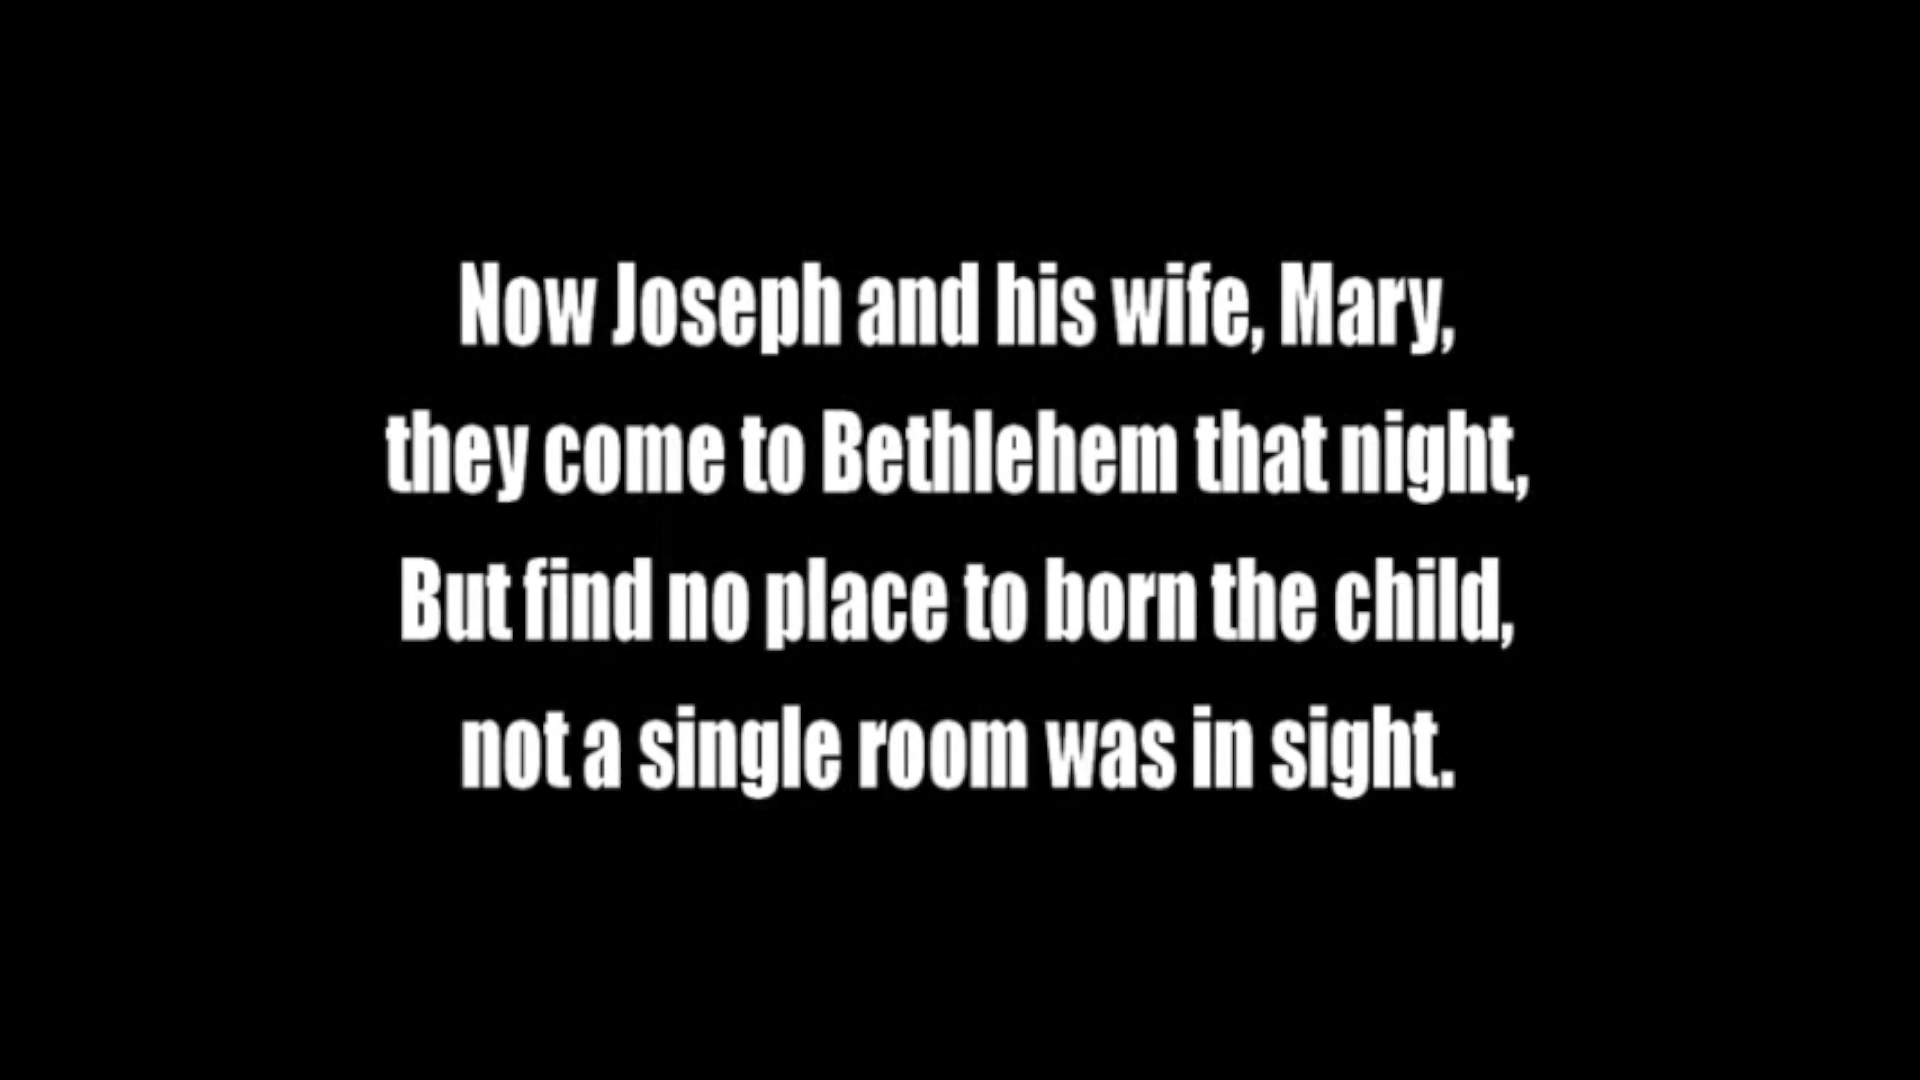 Now Joseph and his wife, Mary,
they come to Bethlehem that night,
But find no place to born the child,
not a single room was in sight.